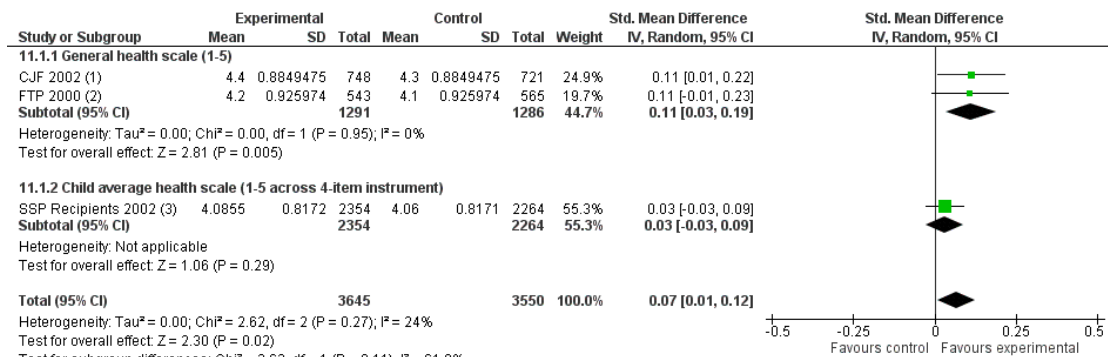 Experimental Control Std. Mean Difference Std. Mean Difference
Study or Subgroup Mean SD Total Mean SD Total Weight IV, Random, 95% CI IV, Random, 95% CI
11.1.1 General health scale (1-5)
CJF 2002 (1) 4.4 0.8849475 748 4.3 0.8849475 721 24.9% 0.11 [0.01, 0.22]
FTP 2000 (2) 4.2 0.925974 543 4.1 0.925974 565 19.7% 0.11 [-0.01, 0.23]
Subtotal (95% CI) 1291 1286 44.7% 0.11 [0.03, 0.19]
Heterogeneity: Tau² = 0.00; Chi² = 0.00, df = 1 (P = 0.95); I² = 0%
Test for overall effect: Z = 2.81 (P = 0.005)
11.1.2 Child average health scale (1-5 across 4-item instrument)
SSP Recipients 2002 (3) 4.0855 0.8172 2354 4.06 0.8171 2264 55.3% 0.03 [-0.03, 0.09]
Subtotal (95% CI) 2354 2264 55.3% 0.03 [-0.03, 0.09]
Heterogeneity: Not applicable
Test for overall effect: Z = 1.06 (P = 0.29)
Total (95% CI) 3645 3550 100.0% 0.07 [0.01, 0.12]
Heterogeneity: Tau² = 0.00; Chi² = 2.62, df = 2 (P = 0.27); I² = 24%
Test for overall effect: Z = 2.30 (P = 0.02)
-0.5 -0.25 0 0.25 0.5
Favours control Favours experimental